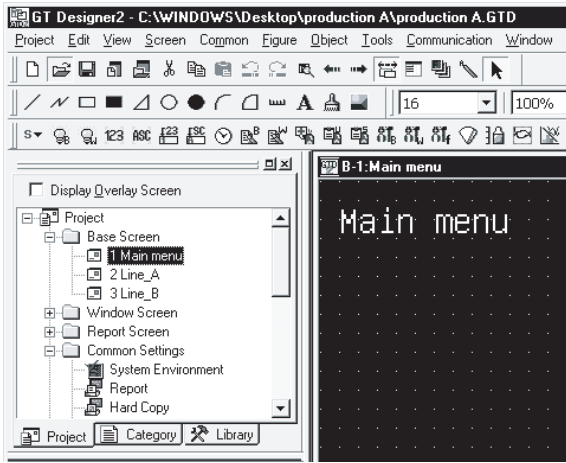 GT Designer2 - C:\WINDOWS\Desktop\production A\production A.GTD
Project Edit View Screen Common Figure Object Tools Communication Window
A 16 100%
S 123 ASC 123 ASC
B-1:Main menu
Display Overlay Screen
Main menu
Project
Base Screen
1 Main menu
2 Line_A
3 Line_B
Window Screen
Report Screen
Common Settings
System Environment
Report
Hard Copy
Project Category Library